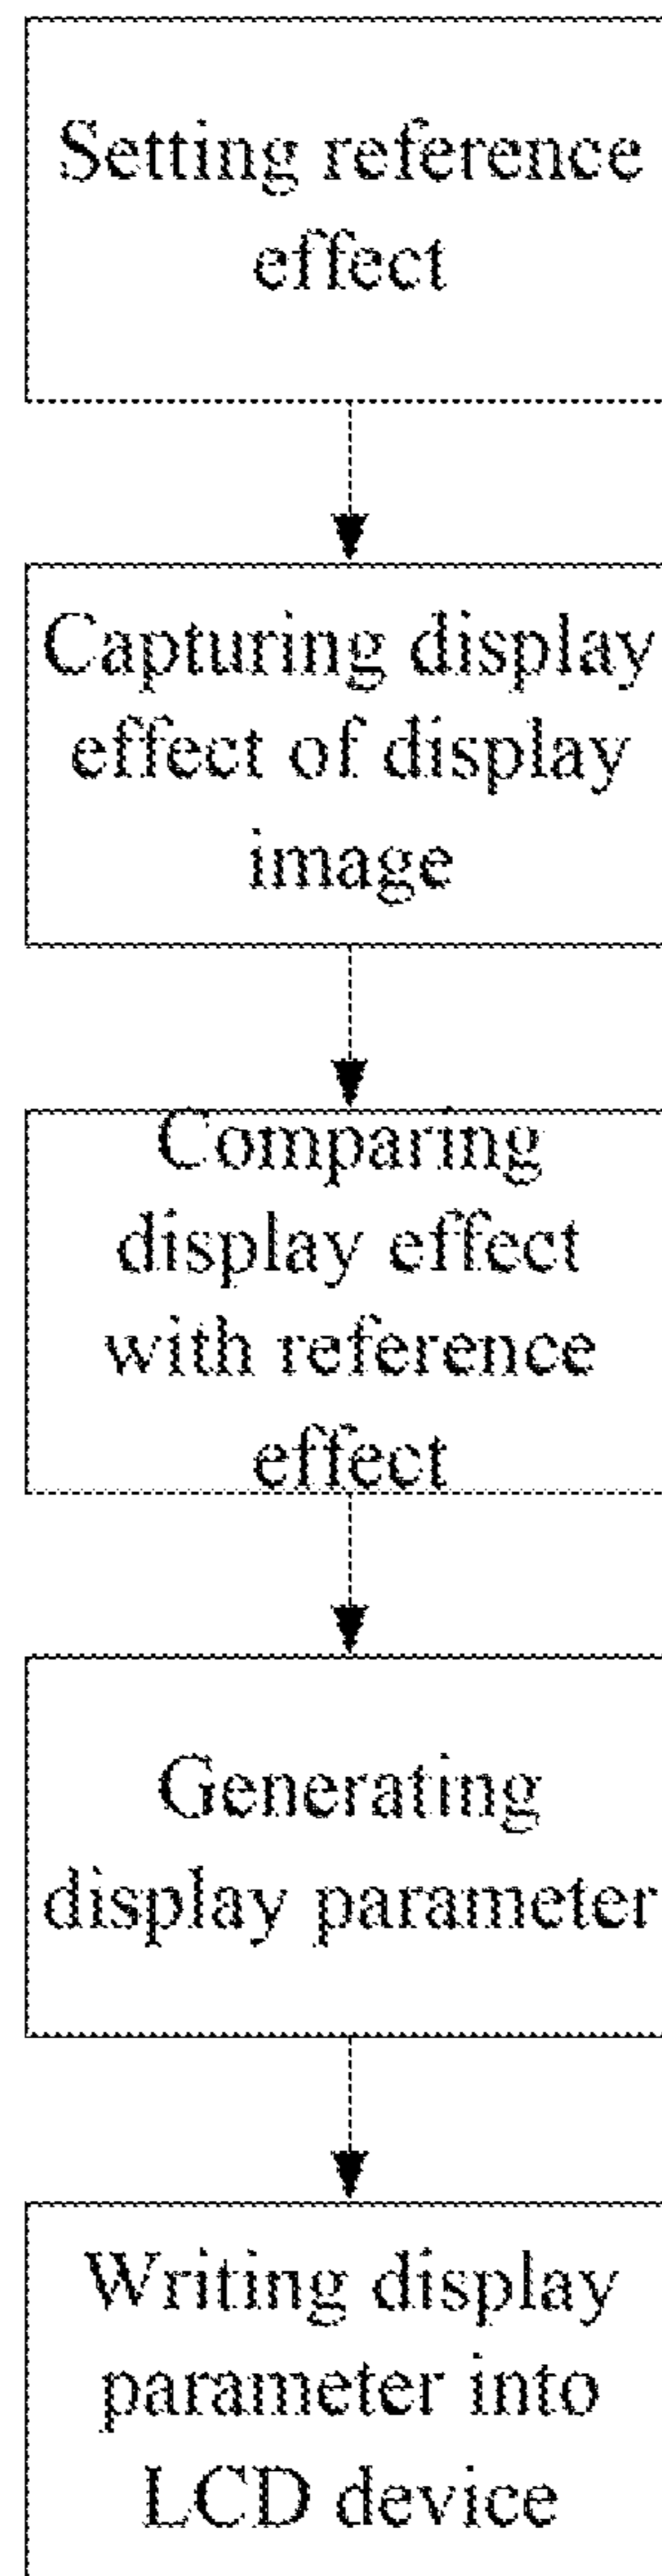 Setting reference
effect
Capturing display
effect of display
image
Comparing
display effect
with reference
effect
Generating
display parameter
Writing display
parameter into
LCD device